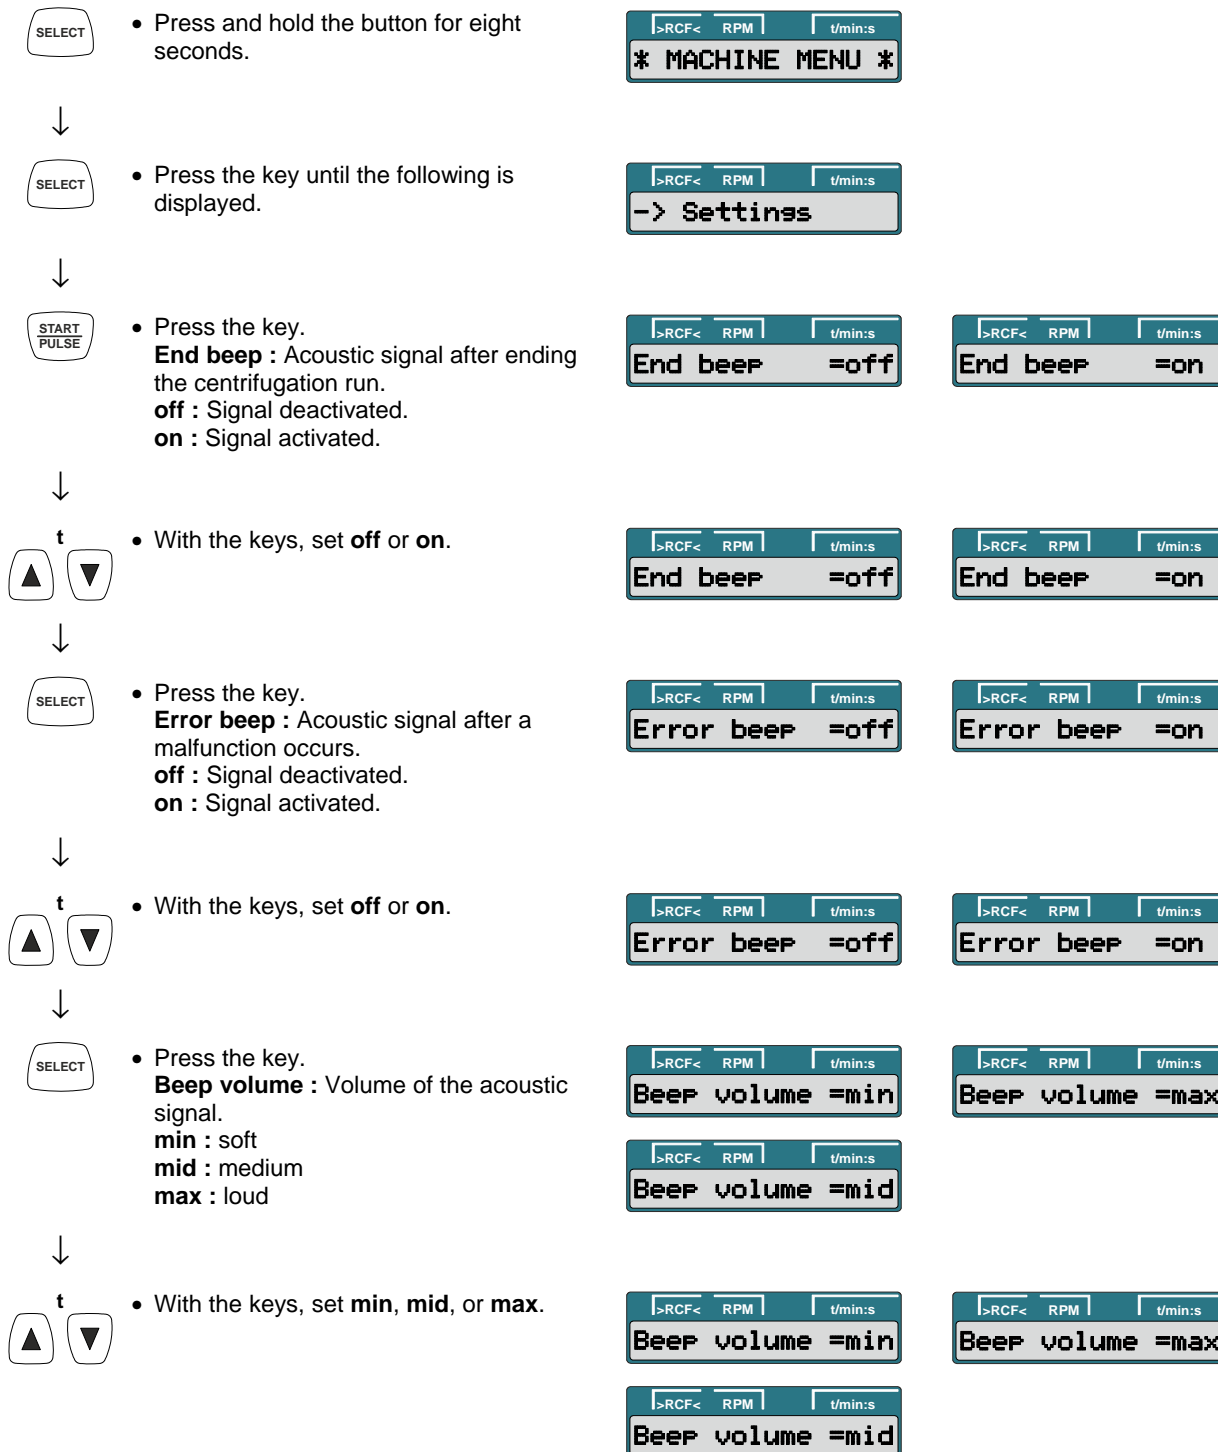 SELECT
• Press and hold the button for eight
seconds.
>RCF< RPM t/min:s
* MACHINE MENU *
↓
SELECT
• Press the key until the following is
displayed.
>RCF< RPM t/min:s
-> Settings
↓
START
PULSE
• Press the key.
End beep : Acoustic signal after ending
the centrifugation run.
off : Signal deactivated.
on : Signal activated.
>RCF< RPM t/min:s
End beep =off
>RCF< RPM t/min:s
End beep =on
↓
t
▲ ▼
• With the keys, set off or on.
>RCF< RPM t/min:s
End beep =off
>RCF< RPM t/min:s
End beep =on
↓
SELECT
• Press the key.
Error beep : Acoustic signal after a
malfunction occurs.
off : Signal deactivated.
on : Signal activated.
>RCF< RPM t/min:s
Error beep =off
>RCF< RPM t/min:s
Error beep =on
↓
t
▲ ▼
• With the keys, set off or on.
>RCF< RPM t/min:s
Error beep =off
>RCF< RPM t/min:s
Error beep =on
↓
SELECT
• Press the key.
Beep volume : Volume of the acoustic
signal.
min : soft
mid : medium
max : loud
>RCF< RPM t/min:s
Beep volume =min
>RCF< RPM t/min:s
Beep volume =max
>RCF< RPM t/min:s
Beep volume =mid
↓
t
▲ ▼
• With the keys, set min, mid, or max.
>RCF< RPM t/min:s
Beep volume =min
>RCF< RPM t/min:s
Beep volume =max
>RCF< RPM t/min:s
Beep volume =mid